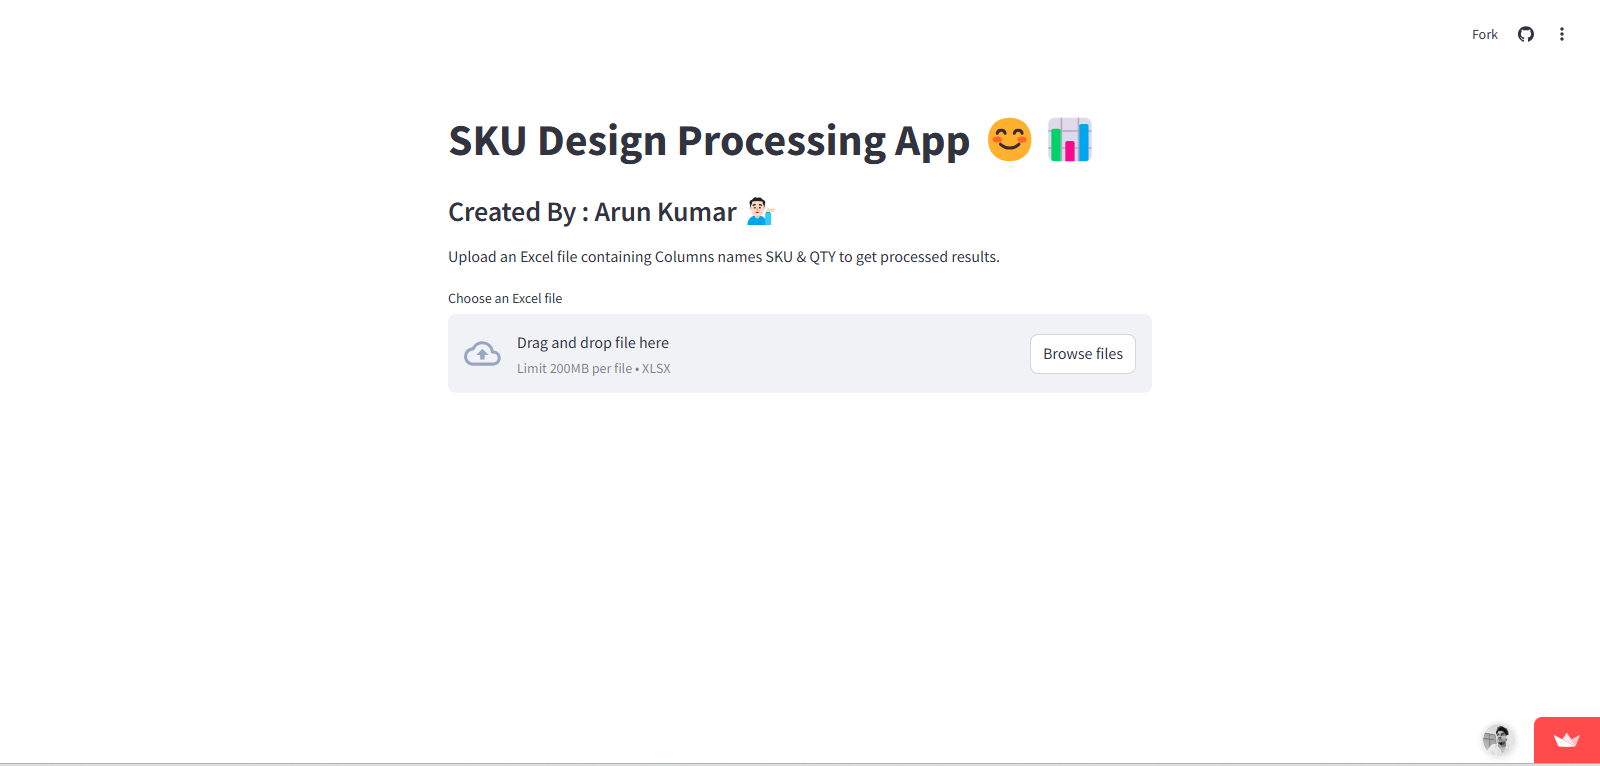 Fork
SKU Design Processing App 😊 📊
Created By : Arun Kumar 💁🏻‍♂️
Upload an Excel file containing Columns names SKU & QTY to get processed results.
Choose an Excel file
Drag and drop file here
Limit 200MB per file • XLSX
Browse files